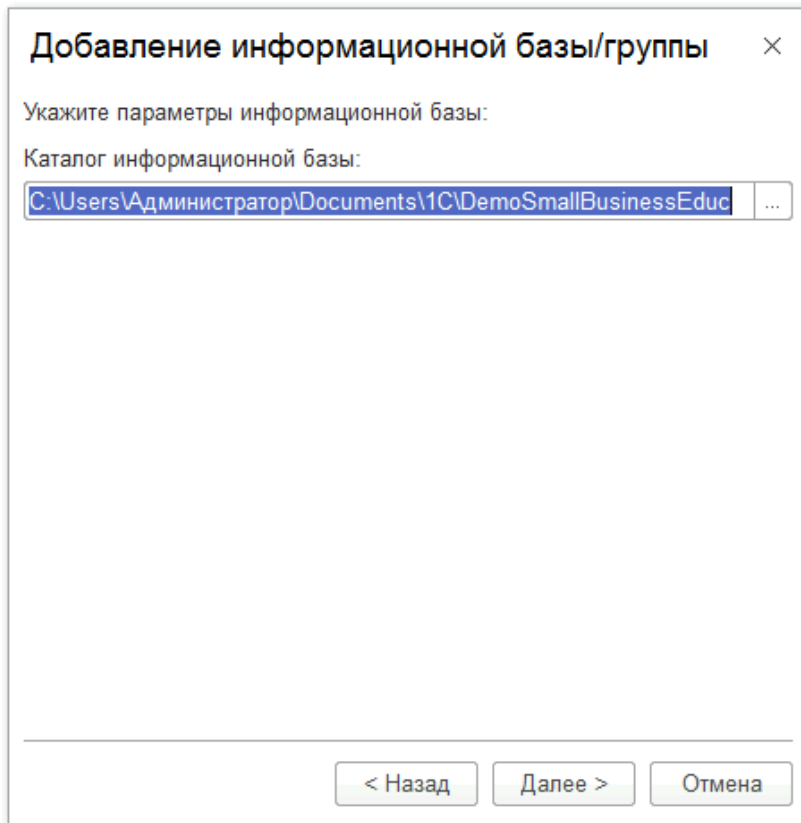 Добавление информационной базы/группы
Укажите параметры информационной базы:
Каталог информационной базы:
C:\Users\Администратор\Documents\1C\DemoSmallBusinessEduc ...
< Назад Далее > Отмена